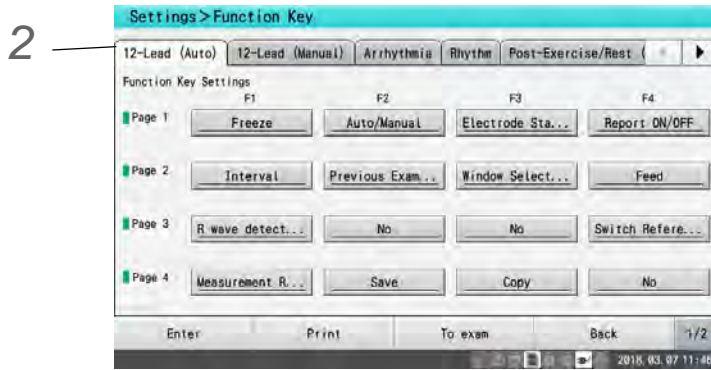 Settings>Function Key
2
12-Lead (Auto) 12-Lead (Manual) Arrhythmia Rhythm Post-Exercise/Rest (
Function Key Settings
F1 F2 F3 F4
Page 1 Freeze Auto/Manual Electrode Sta... Report ON/OFF
Page 2 Interval Previous Exam... Window Select... Feed
Page 3 R wave detect... No No Switch Refere...
Page 4 Measurement R... Save Copy No
Enter Print To exam Back 1/2
2018.03.07 11:46